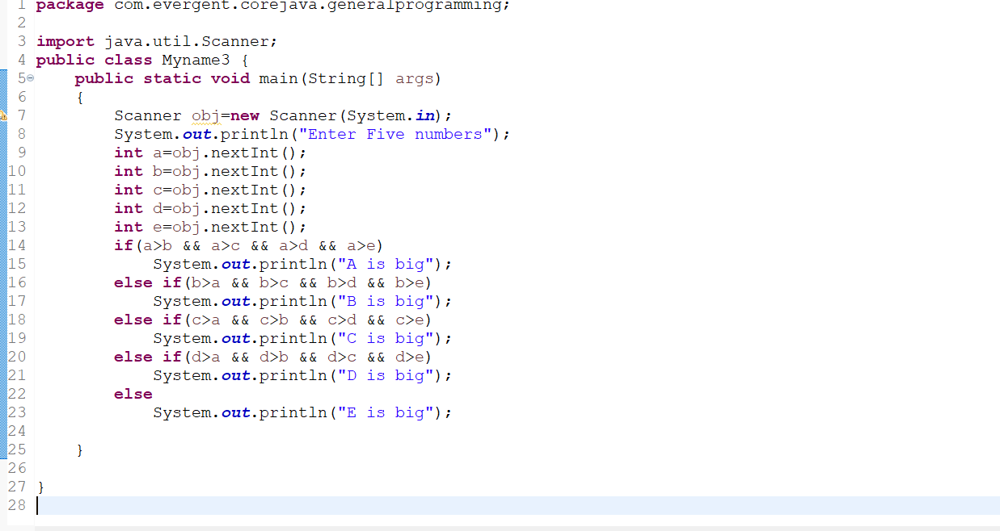 1 package com.evergent.corejava.generalprogramming;
2
3 import java.util.Scanner;
4 public class Myname3 {
5 public static void main(String[] args)
6 {
7 Scanner obj=new Scanner(System.in);
8 System.out.println("Enter Five numbers");
9 int a=obj.nextInt();
10 int b=obj.nextInt();
11 int c=obj.nextInt();
12 int d=obj.nextInt();
13 int e=obj.nextInt();
14 if(a>b && a>c && a>d && a>e)
15 System.out.println("A is big");
16 else if(b>a && b>c && b>d && b>e)
17 System.out.println("B is big");
18 else if(c>a && c>b && c>d && c>e)
19 System.out.println("C is big");
20 else if(d>a && d>b && d>c && d>e)
21 System.out.println("D is big");
22 else
23 System.out.println("E is big");
24
25 }
26
27 }
28